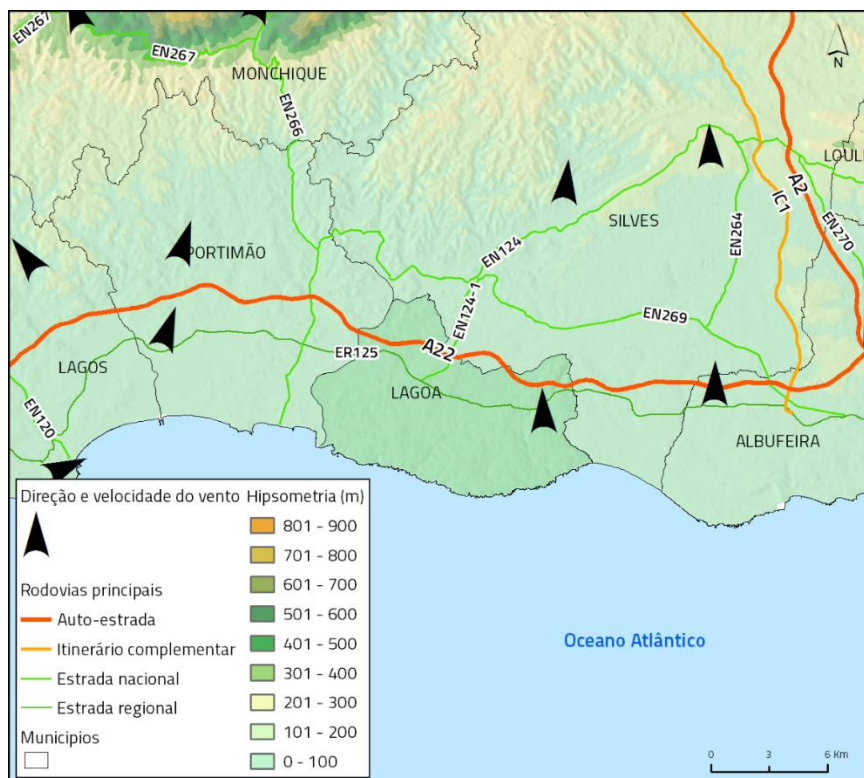 EN267
EN267
MONCHIQUE
EN266
N
LOUL
A2
IC1
SILVES
EN264
EN270
EN124
PORTIMÃO
EN124-1
EN269
A22
ER125
LAGOS
LAGOA
EN120
ALBUFEIRA
Direção e velocidade do vento
Rodovias principais
Auto-estrada
Itinerário complementar
Estrada nacional
Estrada regional
Municipios
Hipsometria (m)
801 - 900
701 - 800
601 - 700
501 - 600
401 - 500
301 - 400
201 - 300
101 - 200
0 - 100
Oceano Atlântico
0 3 6 Km